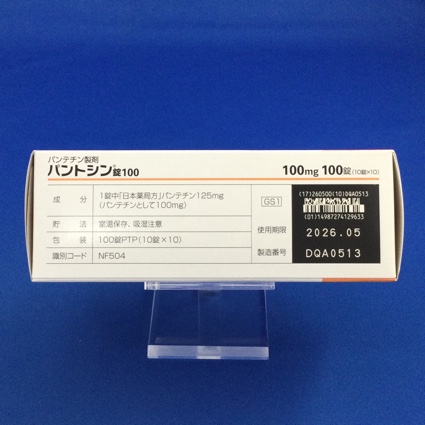 パンテチン製剤
パントシン®錠100
100mg 100錠(10錠×10)
成分 1錠中「日本薬局方」パンテチン125mg
(パンテチンとして100mg)
貯法 室温保存、吸湿注意
包装 100錠PTP(10錠×10)
識別コード NF504
GS1
(17)260500(10)DQA0513
(01)14987274129633
使用期限 2026.05
製造番号 DQA0513